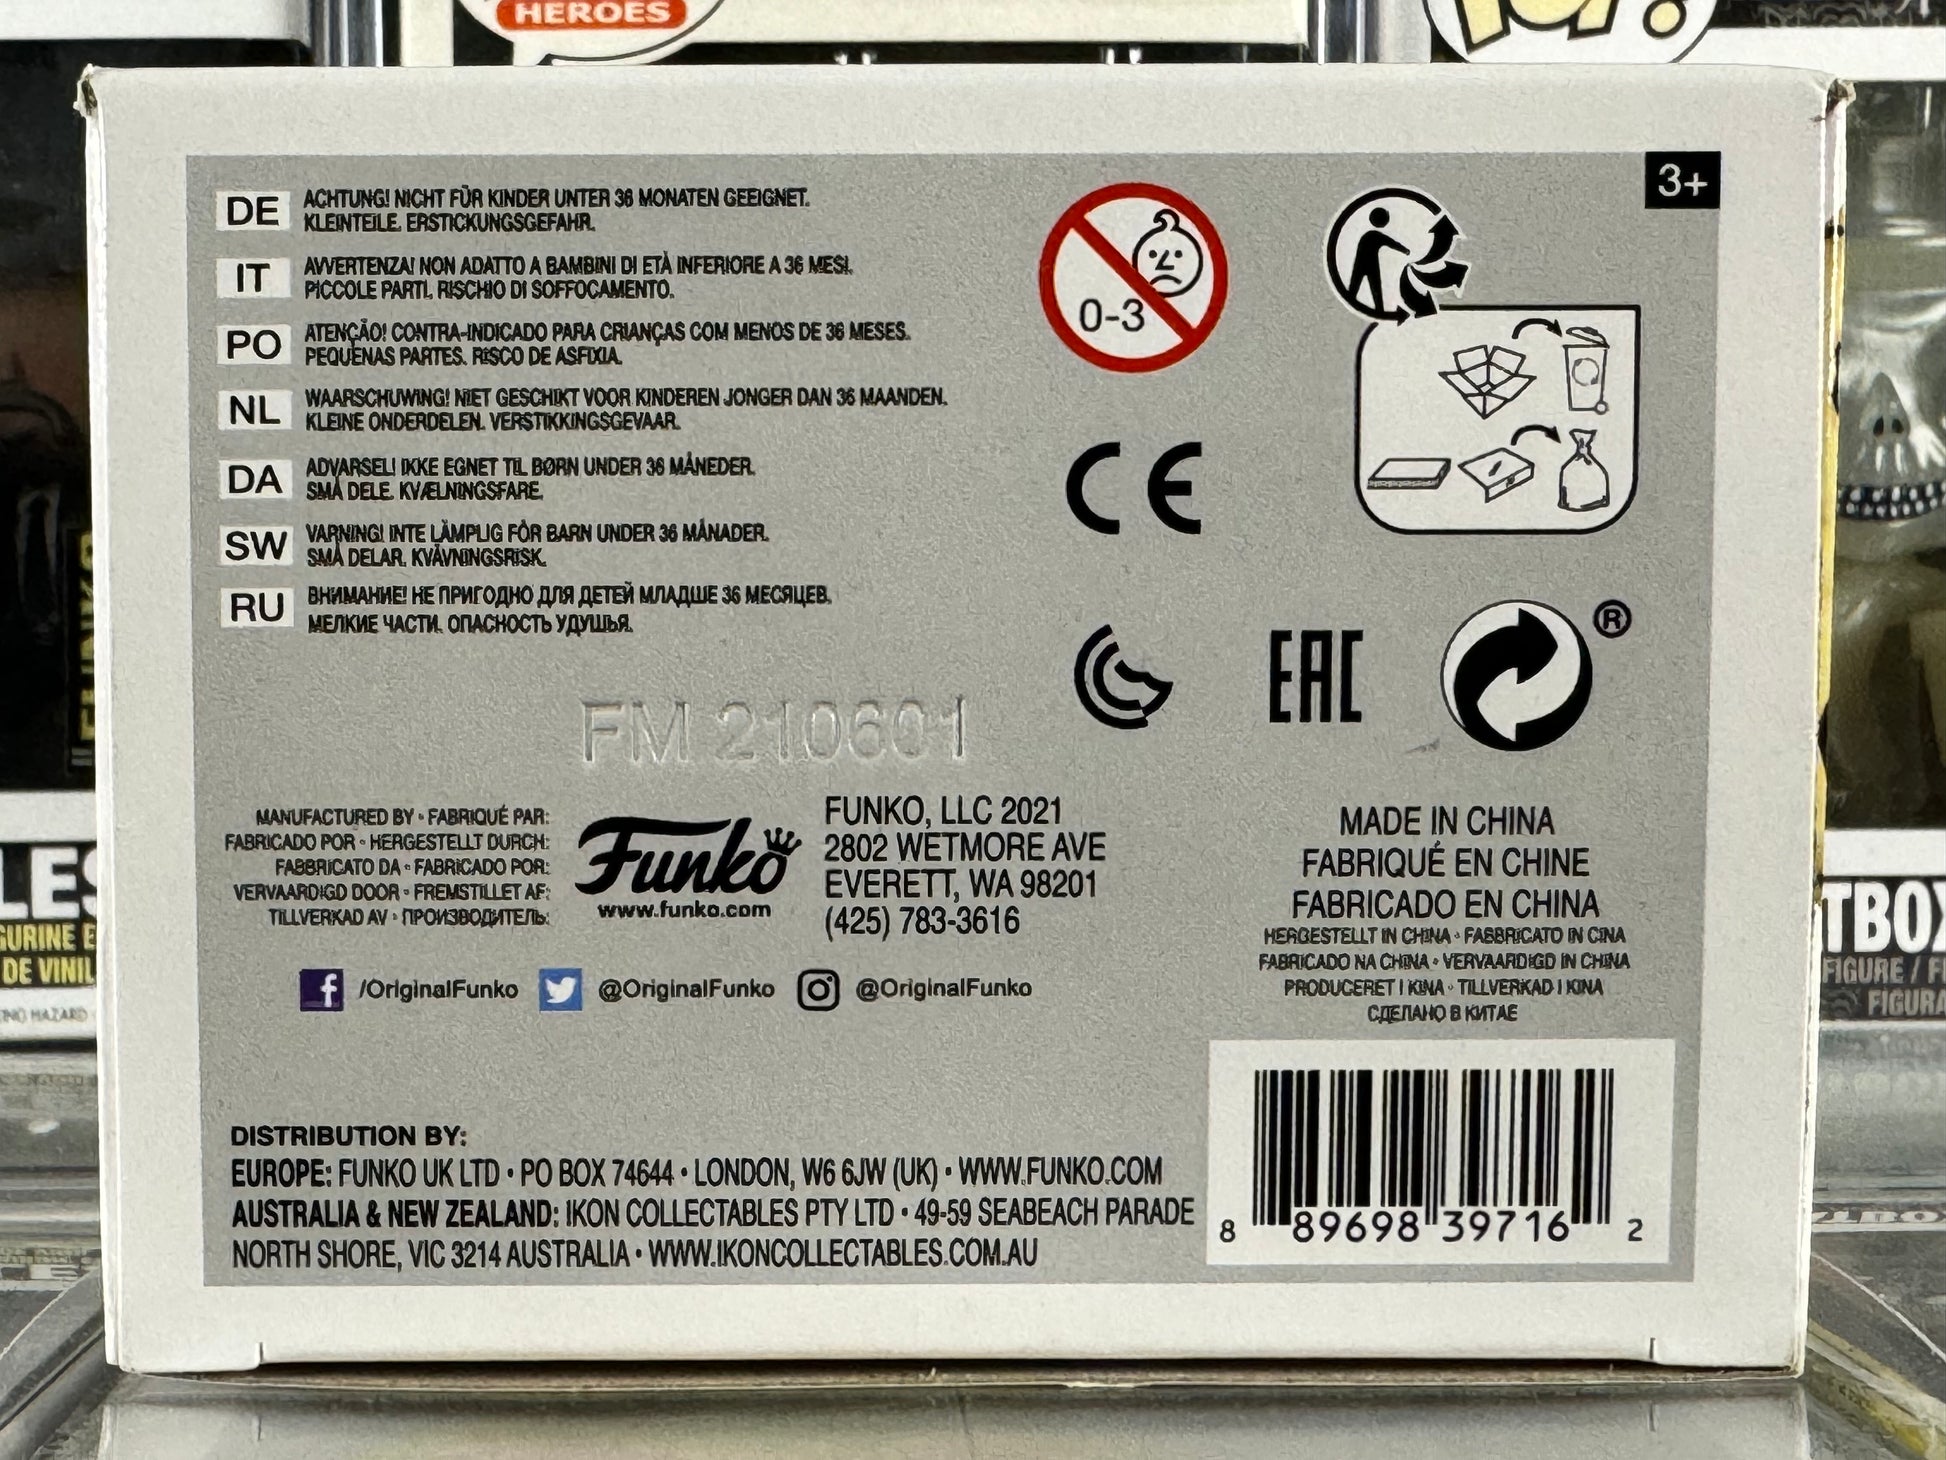 HEROES
3+
DE ACHTUNG! NICHT FÜR KINDER UNTER 36 MONATEN GEEIGNET.
KLEINTEILE. ERSTICKUNGSGEFAHR.
IT AVVERTENZA! NON ADATTO A BAMBINI DI ETÀ INFERIORE A 36 MESI.
PICCOLE PARTI. RISCHIO DI SOFFOCAMENTO.
PO ATENÇÃO! CONTRA-INDICADO PARA CRIANÇAS COM MENOS DE 36 MESES.
PEQUENAS PARTES. RISCO DE ASFIXIA.
NL WAARSCHUWING! NIET GESCHIKT VOOR KINDEREN JONGER DAN 36 MAANDEN.
KLEINE ONDERDELEN. VERSTIKKINGSGEVAAR.
DA ADVARSEL! IKKE EGNET TIL BØRN UNDER 36 MÅNEDER.
SMÅ DELE. KVÆLNINGSFARE.
SW VARNING! INTE LÄMPLIG FÖR BARN UNDER 36 MÅNADER.
SMÅ DELAR. KVÄVNINGSRISK.
RU ВНИМАНИЕ! НЕ ПРИГОДНО ДЛЯ ДЕТЕЙ МЛАДШЕ 36 МЕСЯЦЕВ.
МЕЛКИЕ ЧАСТИ. ОПАСНОСТЬ УДУШЬЯ.
0-3
CE
EAC
®
FM 210601
MANUFACTURED BY • FABRIQUÉ PAR:
FABRICADO POR • HERGESTELLT DURCH:
FABBRICATO DA • FABRICADO POR:
VERVAARDIGD DOOR • FREMSTILLET AF:
TILLVERKAD AV • ПРОИЗВОДИТЕЛЬ:
Funko
www.funko.com
FUNKO, LLC 2021
2802 WETMORE AVE
EVERETT, WA 98201
(425) 783-3616
MADE IN CHINA
FABRIQUÉ EN CHINE
FABRICADO EN CHINA
HERGESTELLT IN CHINA • FABBRICATO IN CINA
FABRICADO NA CHINA • VERVAARDIGD IN CHINA
PRODUCERET I KINA • TILLVERKAD I KINA
СДЕЛАНО В КИТАЕ
f /OriginalFunko @OriginalFunko @OriginalFunko
DISTRIBUTION BY:
EUROPE: FUNKO UK LTD • PO BOX 74644 • LONDON, W6 6JW (UK) • WWW.FUNKO.COM
AUSTRALIA & NEW ZEALAND: IKON COLLECTABLES PTY LTD • 49-59 SEABEACH PARADE
NORTH SHORE, VIC 3214 AUSTRALIA • WWW.IKONCOLLECTABLES.COM.AU
8 89698 39716 2
DE VINIL
FIGURE /